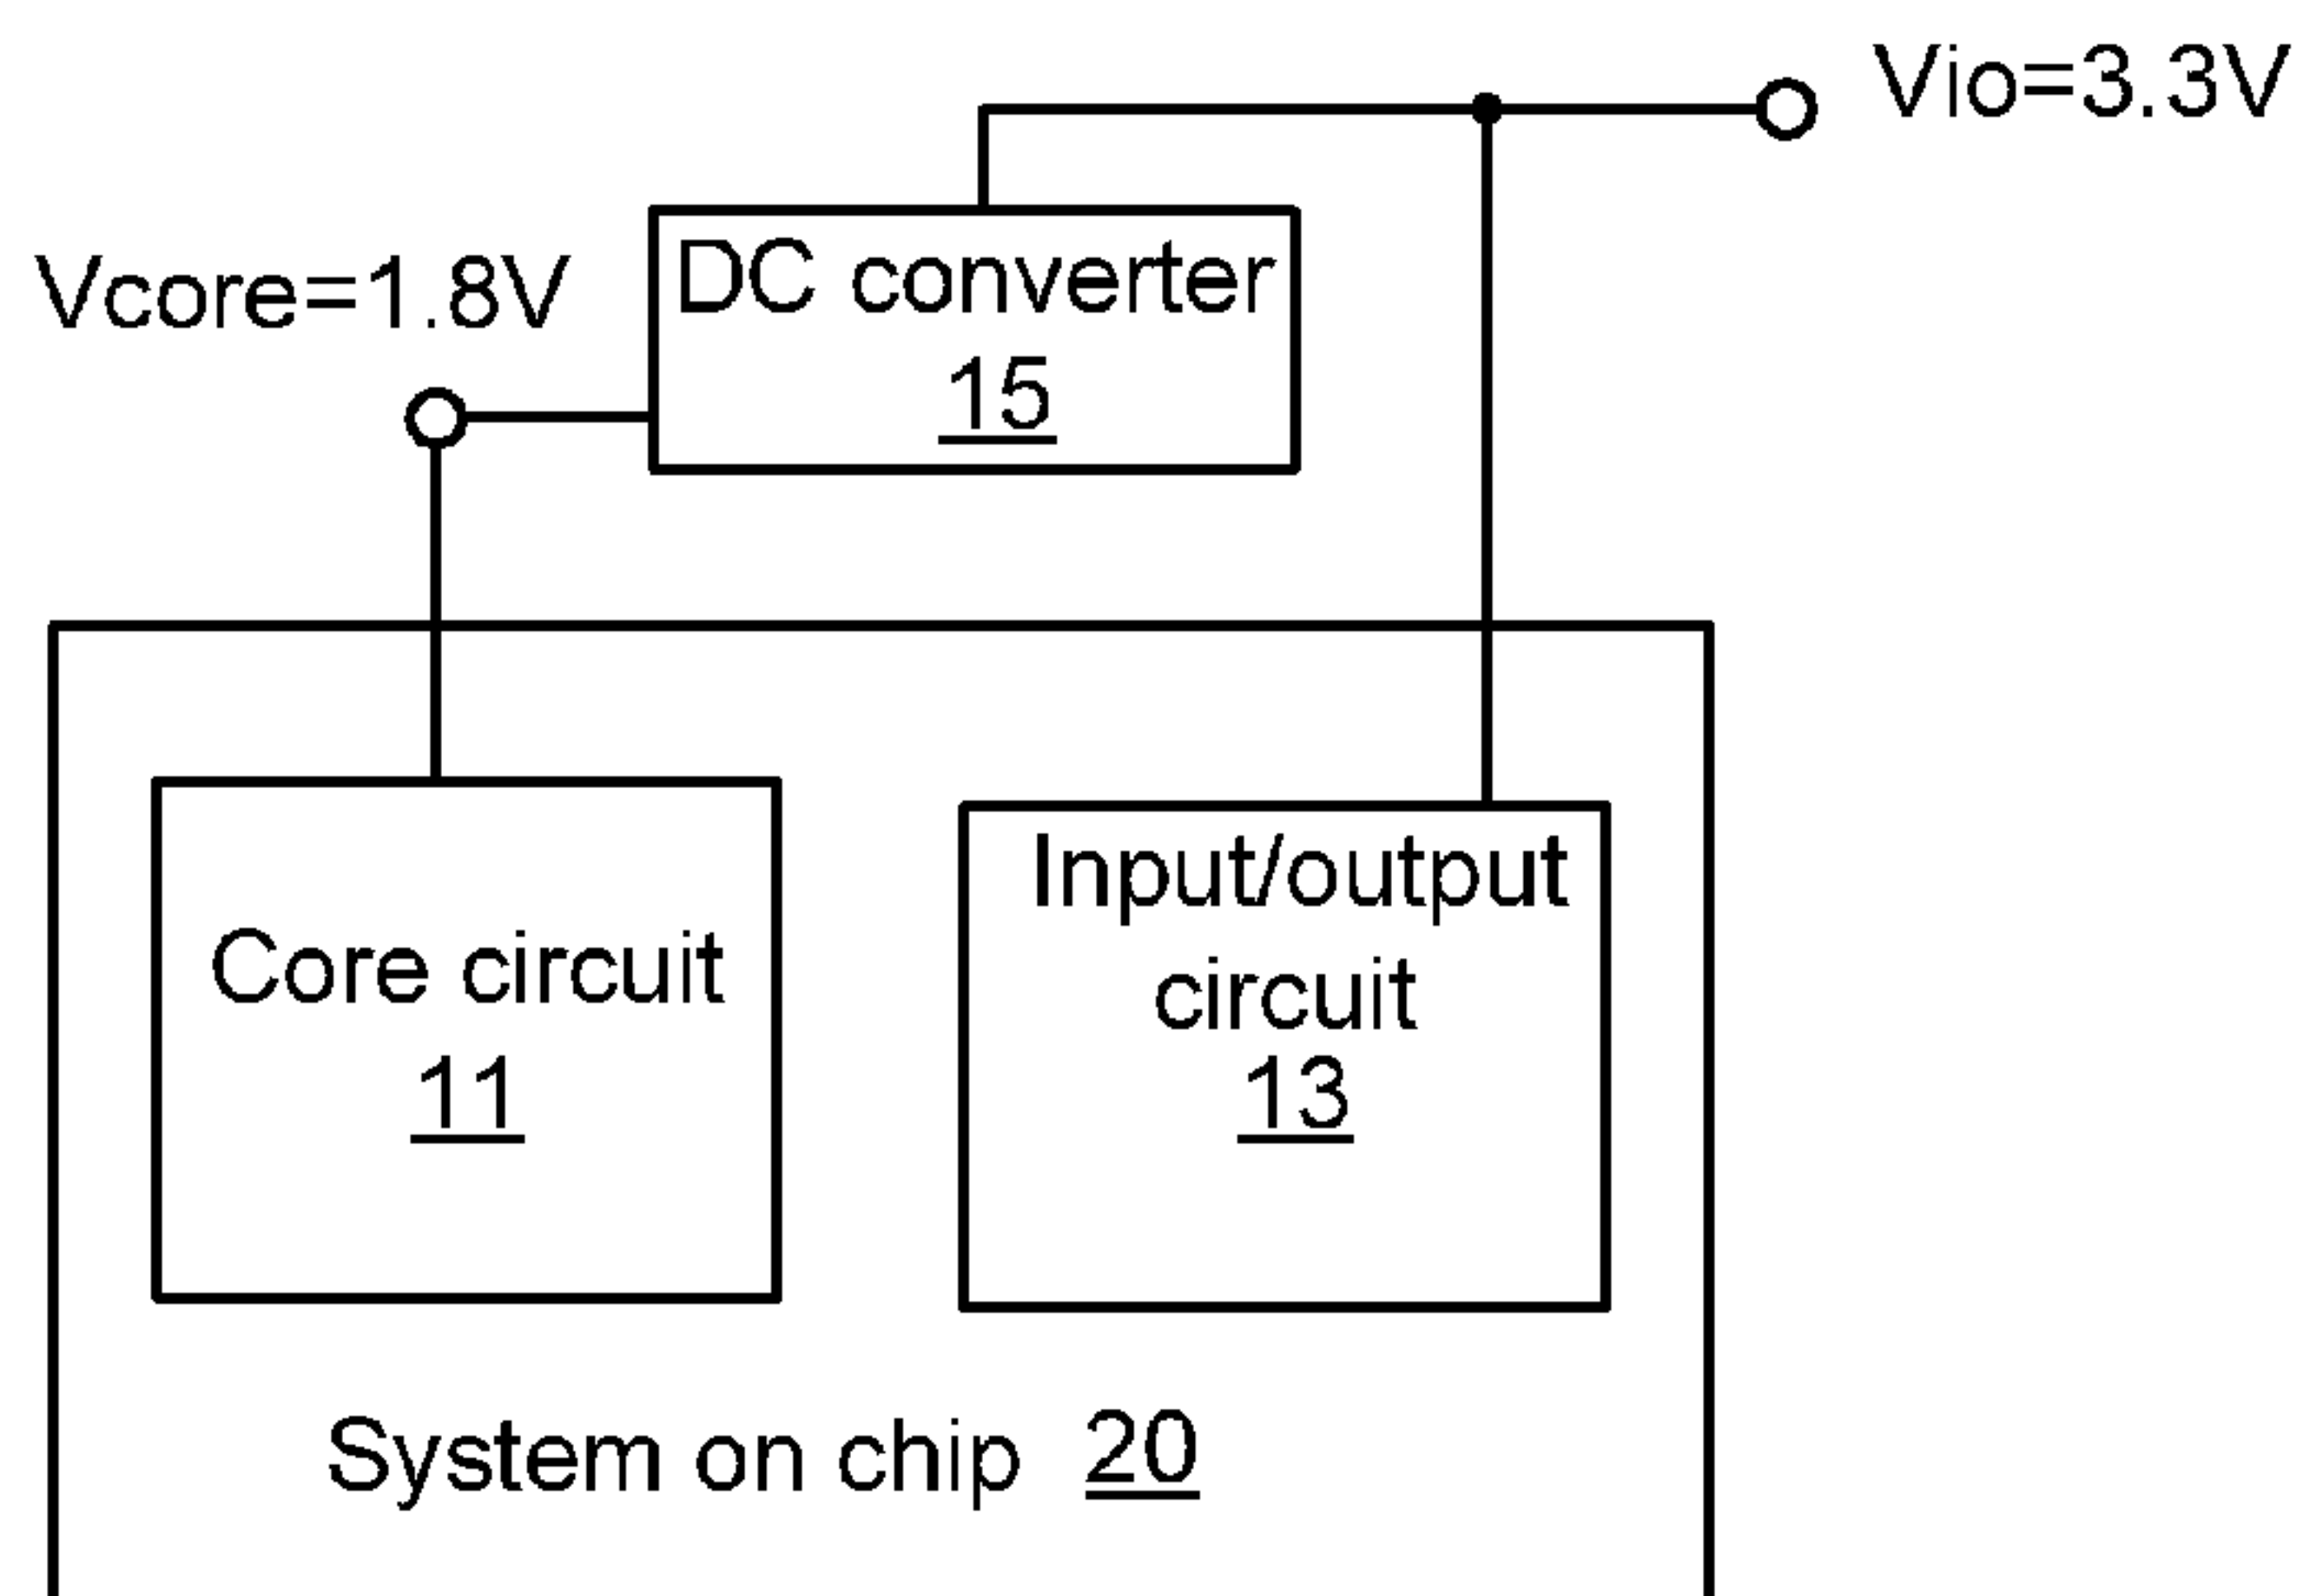 Vio=3.3V
Vcore=1.8V
DC converter
15
Core circuit
11
Input/output
circuit
13
System on chip 20